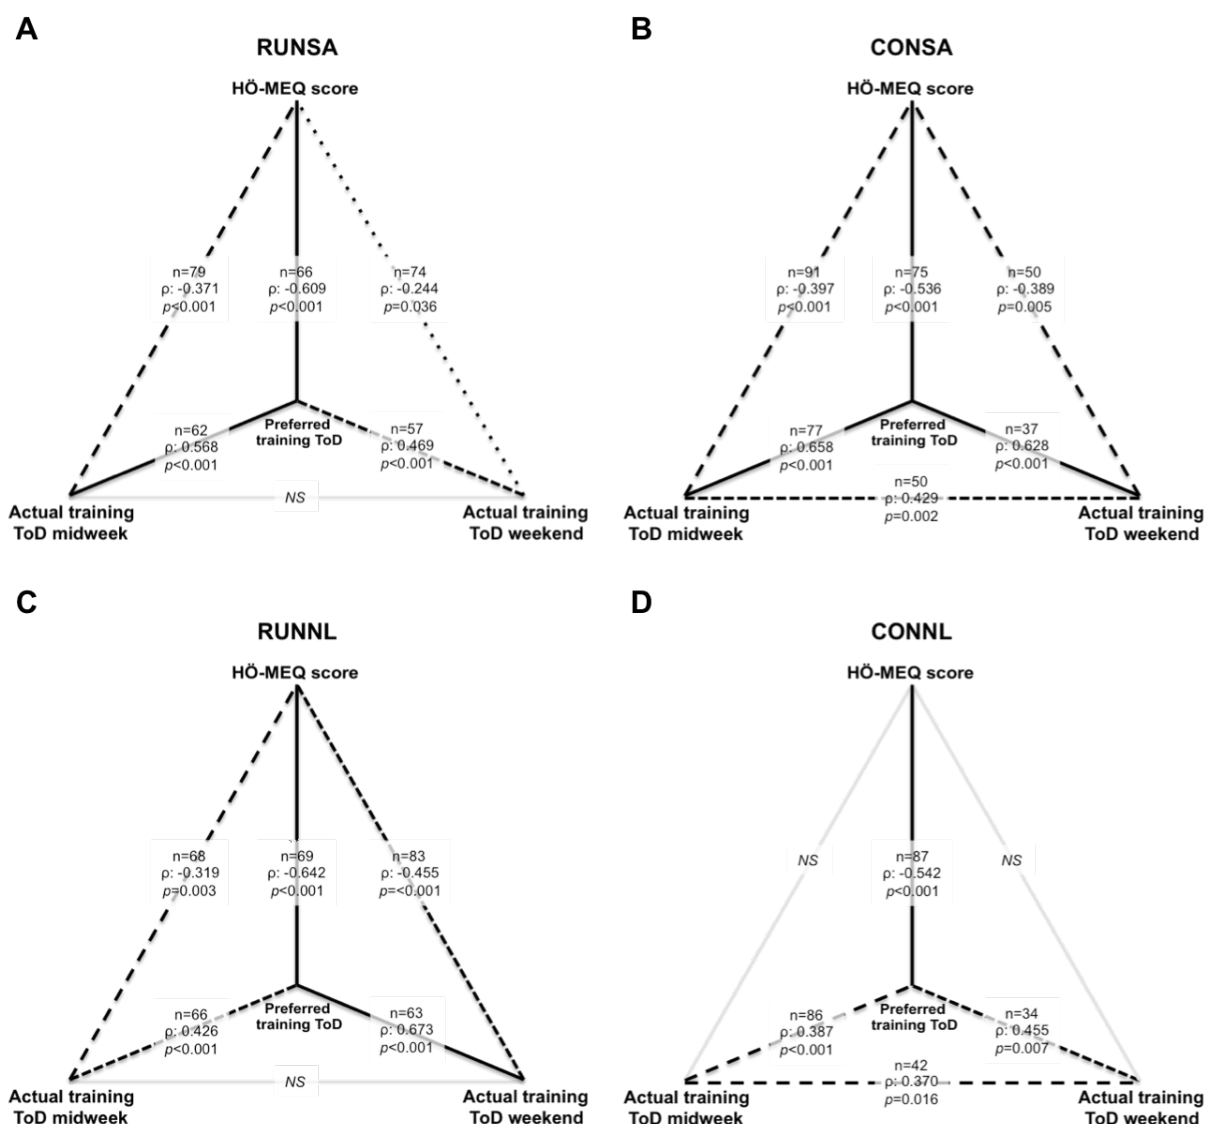 A
RUNSA
HÖ-MEQ score
n=79
ρ: -0.371
p<0.001
n=66
ρ: -0.609
p<0.001
n=74
ρ: -0.244
p=0.036
n=62
ρ: 0.568
p<0.001
Preferred
training ToD
n=57
ρ: 0.469
p<0.001
NS
Actual training
ToD midweek
Actual training
ToD weekend
B
CONSA
HÖ-MEQ score
n=91
ρ: -0.397
p<0.001
n=75
ρ: -0.536
p<0.001
n=50
ρ: -0.389
p=0.005
n=77
ρ: 0.658
p<0.001
Preferred
training ToD
n=37
ρ: 0.628
p<0.001
n=50
ρ: 0.429
p=0.002
Actual training
ToD midweek
Actual training
ToD weekend
C
RUNNL
HÖ-MEQ score
n=68
ρ: -0.319
p=0.003
n=69
ρ: -0.642
p<0.001
n=83
ρ: -0.455
p=<0.001
n=66
ρ: 0.426
p<0.001
Preferred
training ToD
n=63
ρ: 0.673
p<0.001
NS
Actual training
ToD midweek
Actual training
ToD weekend
D
CONNL
HÖ-MEQ score
NS
n=87
ρ: -0.542
p<0.001
NS
n=86
ρ: 0.387
p<0.001
Preferred
training ToD
n=34
ρ: 0.455
p=0.007
n=42
ρ: 0.370
p=0.016
Actual training
ToD midweek
Actual training
ToD weekend